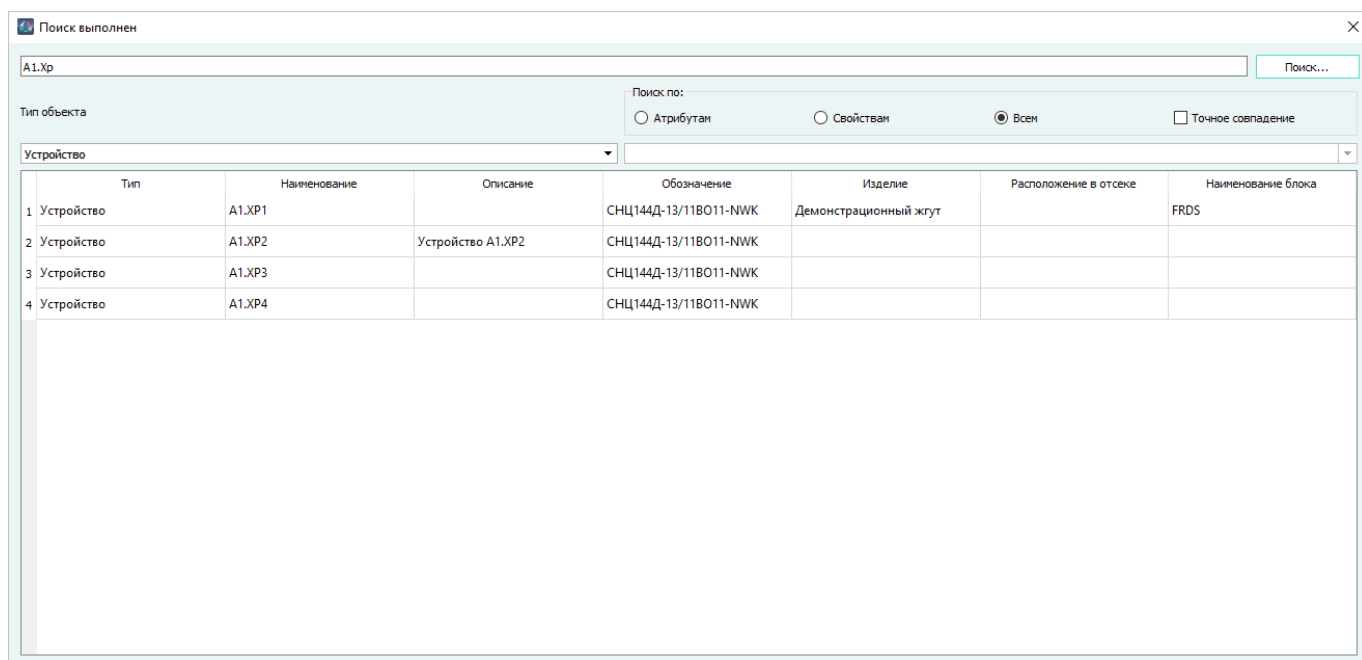 Поиск выполнен
A1.Xp
Поиск...
Тип объекта
Поиск по:
Атрибутам
Свойствам
Всем
Точное совпадение
Устройство
Тип Наименование Описание Обозначение Изделие Расположение в отсеке Наименование блока
1 Устройство A1.XP1 СНЦ144Д-13/11ВО11-NWK Демонстрационный жгут FRDS
2 Устройство A1.XP2 Устройство A1.XP2 СНЦ144Д-13/11ВО11-NWK
3 Устройство A1.XP3 СНЦ144Д-13/11ВО11-NWK
4 Устройство A1.XP4 СНЦ144Д-13/11ВО11-NWK